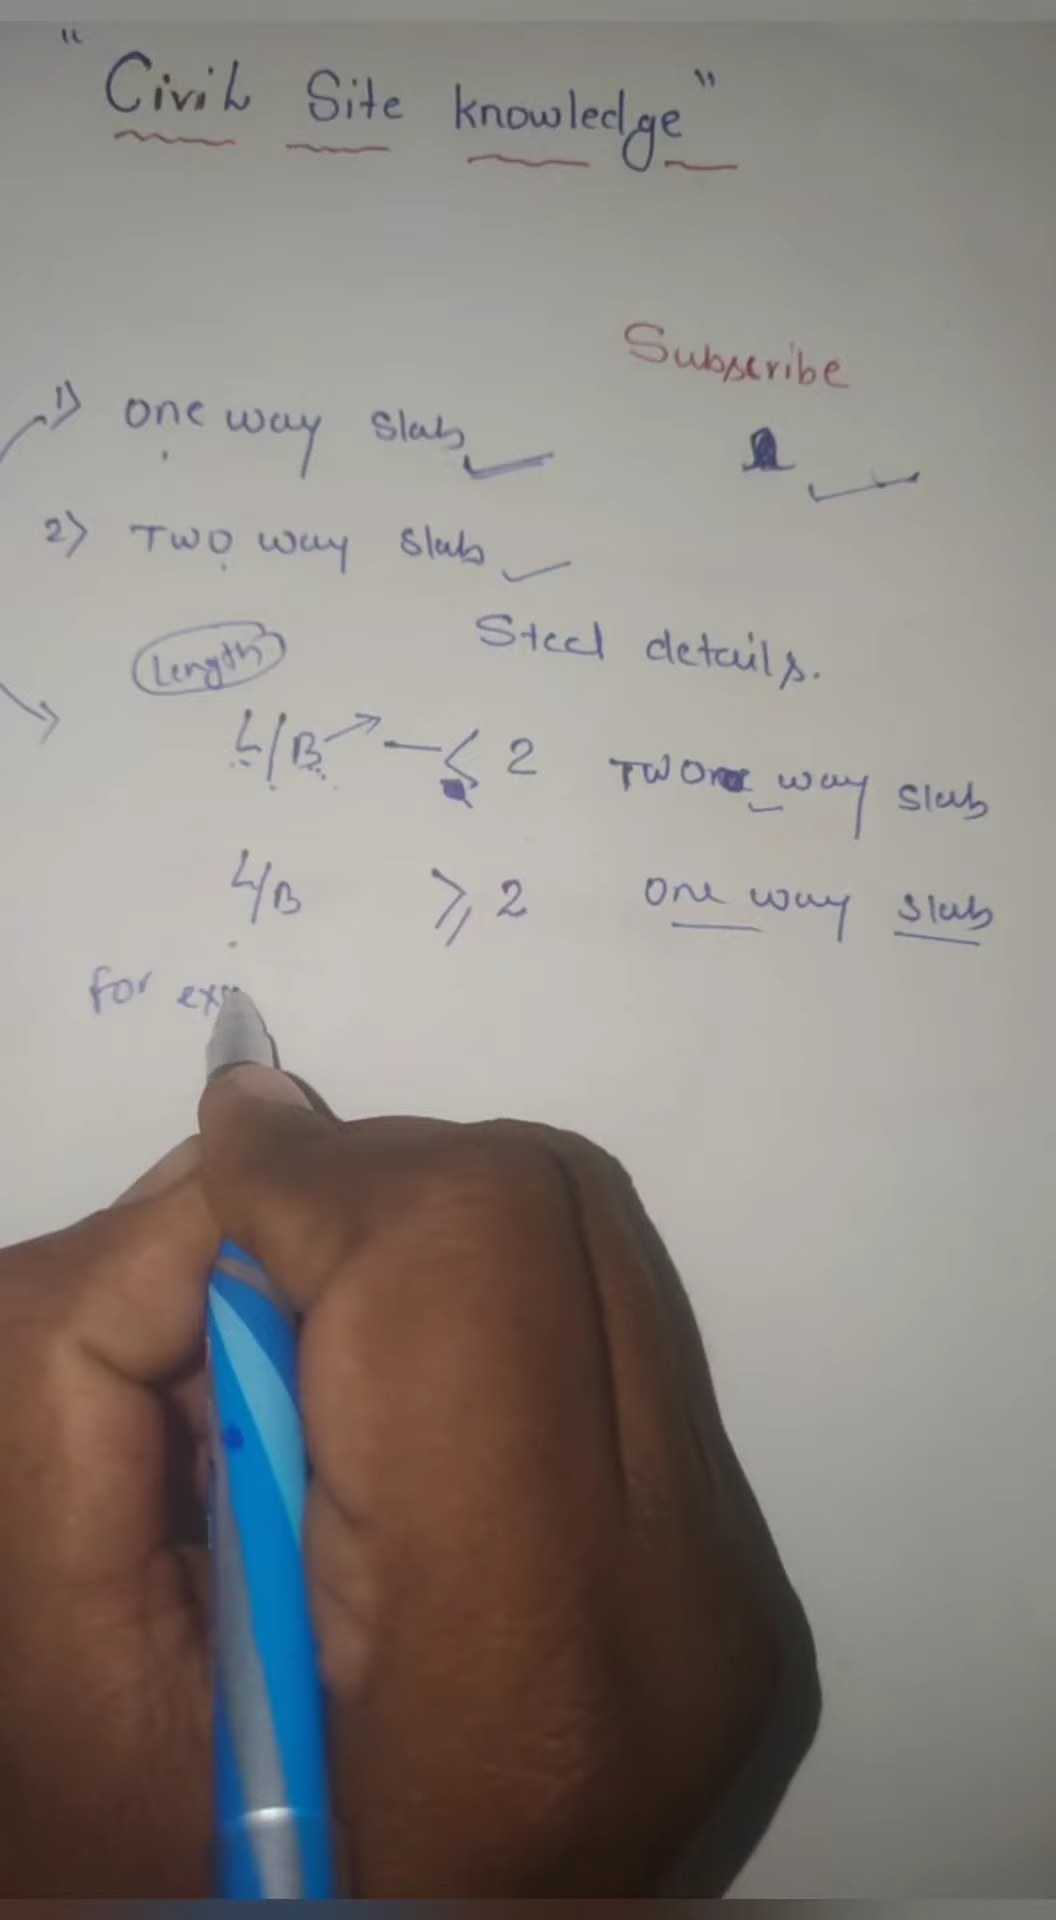 "Civil Site knowledge"
Subscribe
1) one way slab
2) Two way slab
Steel details.
Length
L/B < 2 Two way slab
L/B ⩾ 2 one way slab
for